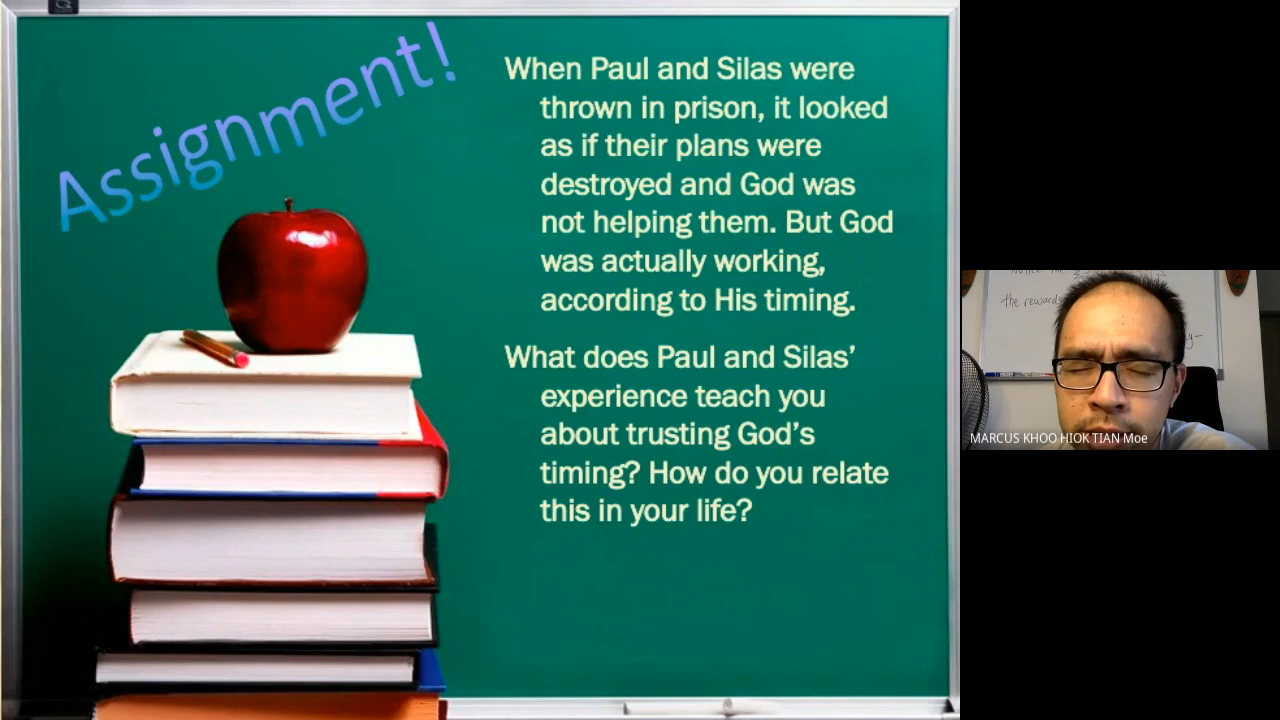 Assignment!
When Paul and Silas were
thrown in prison, it looked
as if their plans were
destroyed and God was
not helping them. But God
was actually working,
according to His timing.
What does Paul and Silas’
experience teach you
about trusting God’s
timing? How do you relate
this in your life?
the rewards
MARCUS KHOO HIOK TIAN Moe